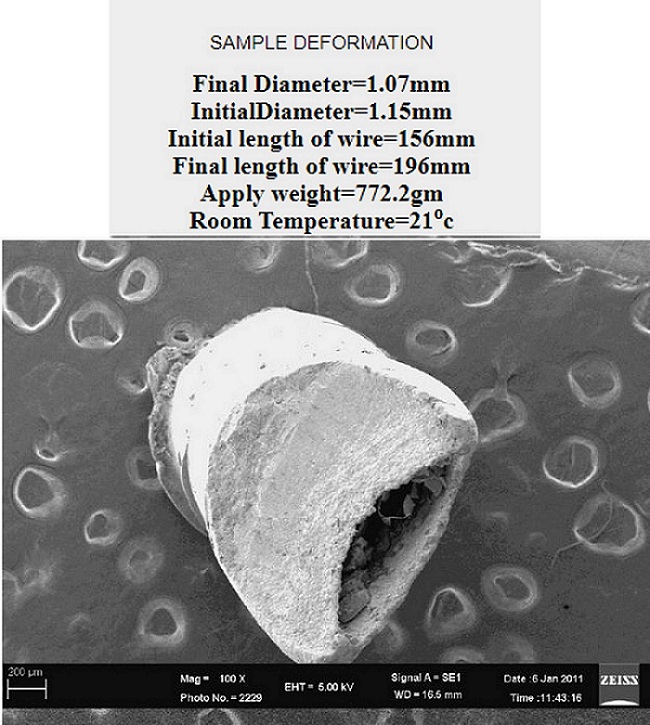 SAMPLE DEFORMATION
Final Diameter=1.07mm
InitialDiameter=1.15mm
Initial length of wire=156mm
Final length of wire=196mm
Apply weight=772.2gm
Room Temperature=21⁰c
200 µm
Mag = 100 X
Photo No. = 2229
EHT = 5.00 kV
Signal A = SE1
WD = 16.5 mm
Date :6 Jan 2011
Time :11:43:16
ZEISS